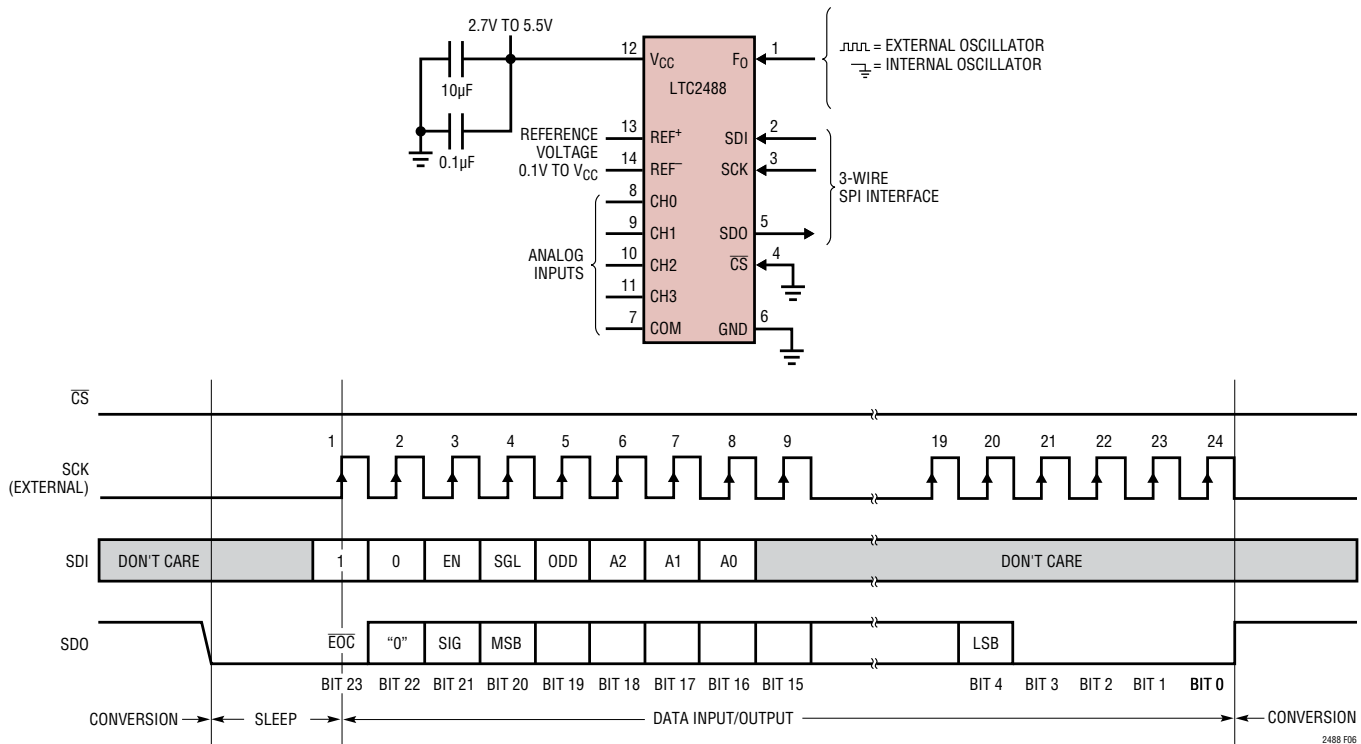 2.7V TO 5.5V
10µF
0.1µF
12
VCC
FO
1
= EXTERNAL OSCILLATOR
= INTERNAL OSCILLATOR
LTC2488
REFERENCE
VOLTAGE
0.1V TO VCC
13
REF+
SDI
2
14
REF–
SCK
3
3-WIRE
SPI INTERFACE
ANALOG
INPUTS
8
CH0
9
CH1
SDO
5
10
CH2
CS
4
11
CH3
7
COM
GND
6
CS
SCK
(EXTERNAL)
1 2 3 4 5 6 7 8 9 19 20 21 22 23 24
SDI
DON'T CARE 1 0 EN SGL ODD A2 A1 A0 DON'T CARE
SDO
EOC "0" SIG MSB LSB
BIT 23 BIT 22 BIT 21 BIT 20 BIT 19 BIT 18 BIT 17 BIT 16 BIT 15 BIT 4 BIT 3 BIT 2 BIT 1 BIT 0
CONVERSION SLEEP DATA INPUT/OUTPUT CONVERSION
2488 F06